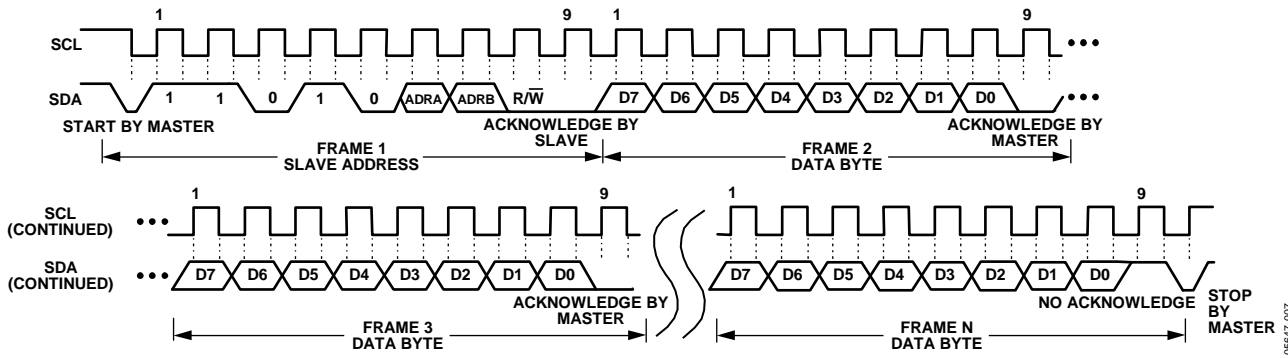 1 9 1 9
SCL
SDA 1 1 0 1 0 ADRA ADRB R/W̅ D7 D6 D5 D4 D3 D2 D1 D0
START BY MASTER ACKNOWLEDGE BY SLAVE ACKNOWLEDGE BY MASTER
FRAME 1 SLAVE ADDRESS
FRAME 2 DATA BYTE
1 9 1 9
SCL (CONTINUED)
SDA (CONTINUED) D7 D6 D5 D4 D3 D2 D1 D0 D7 D6 D5 D4 D3 D2 D1 D0
ACKNOWLEDGE BY MASTER NO ACKNOWLEDGE STOP BY MASTER
FRAME 3 DATA BYTE
FRAME N DATA BYTE